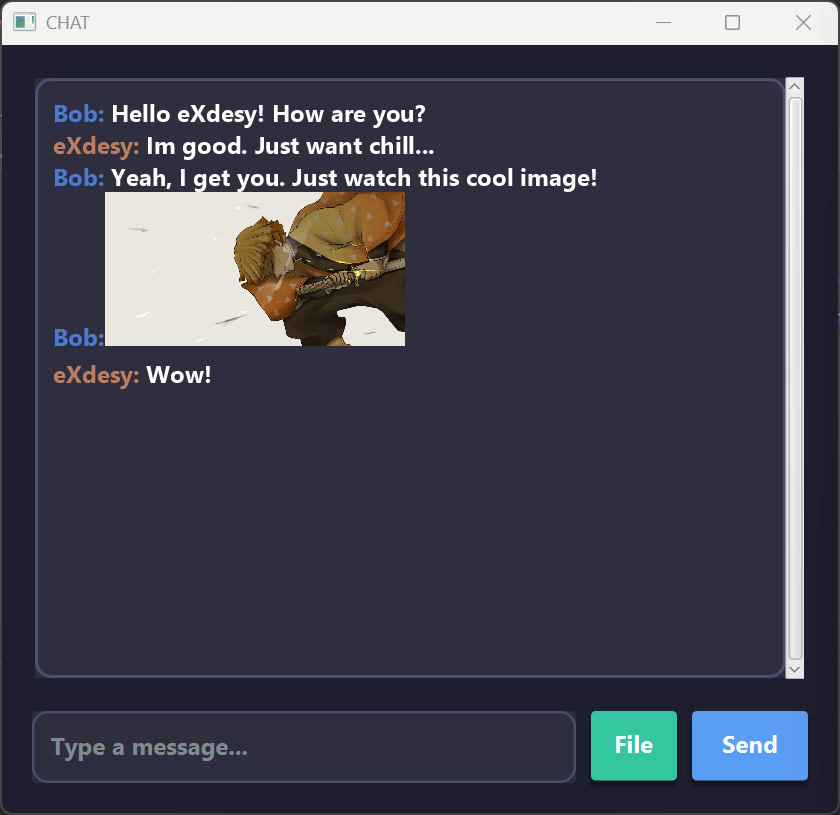 CHAT
Bob: Hello eXdesy! How are you?
eXdesy: Im good. Just want chill...
Bob: Yeah, I get you. Just watch this cool image!
Bob:
eXdesy: Wow!
Type a message...
File
Send